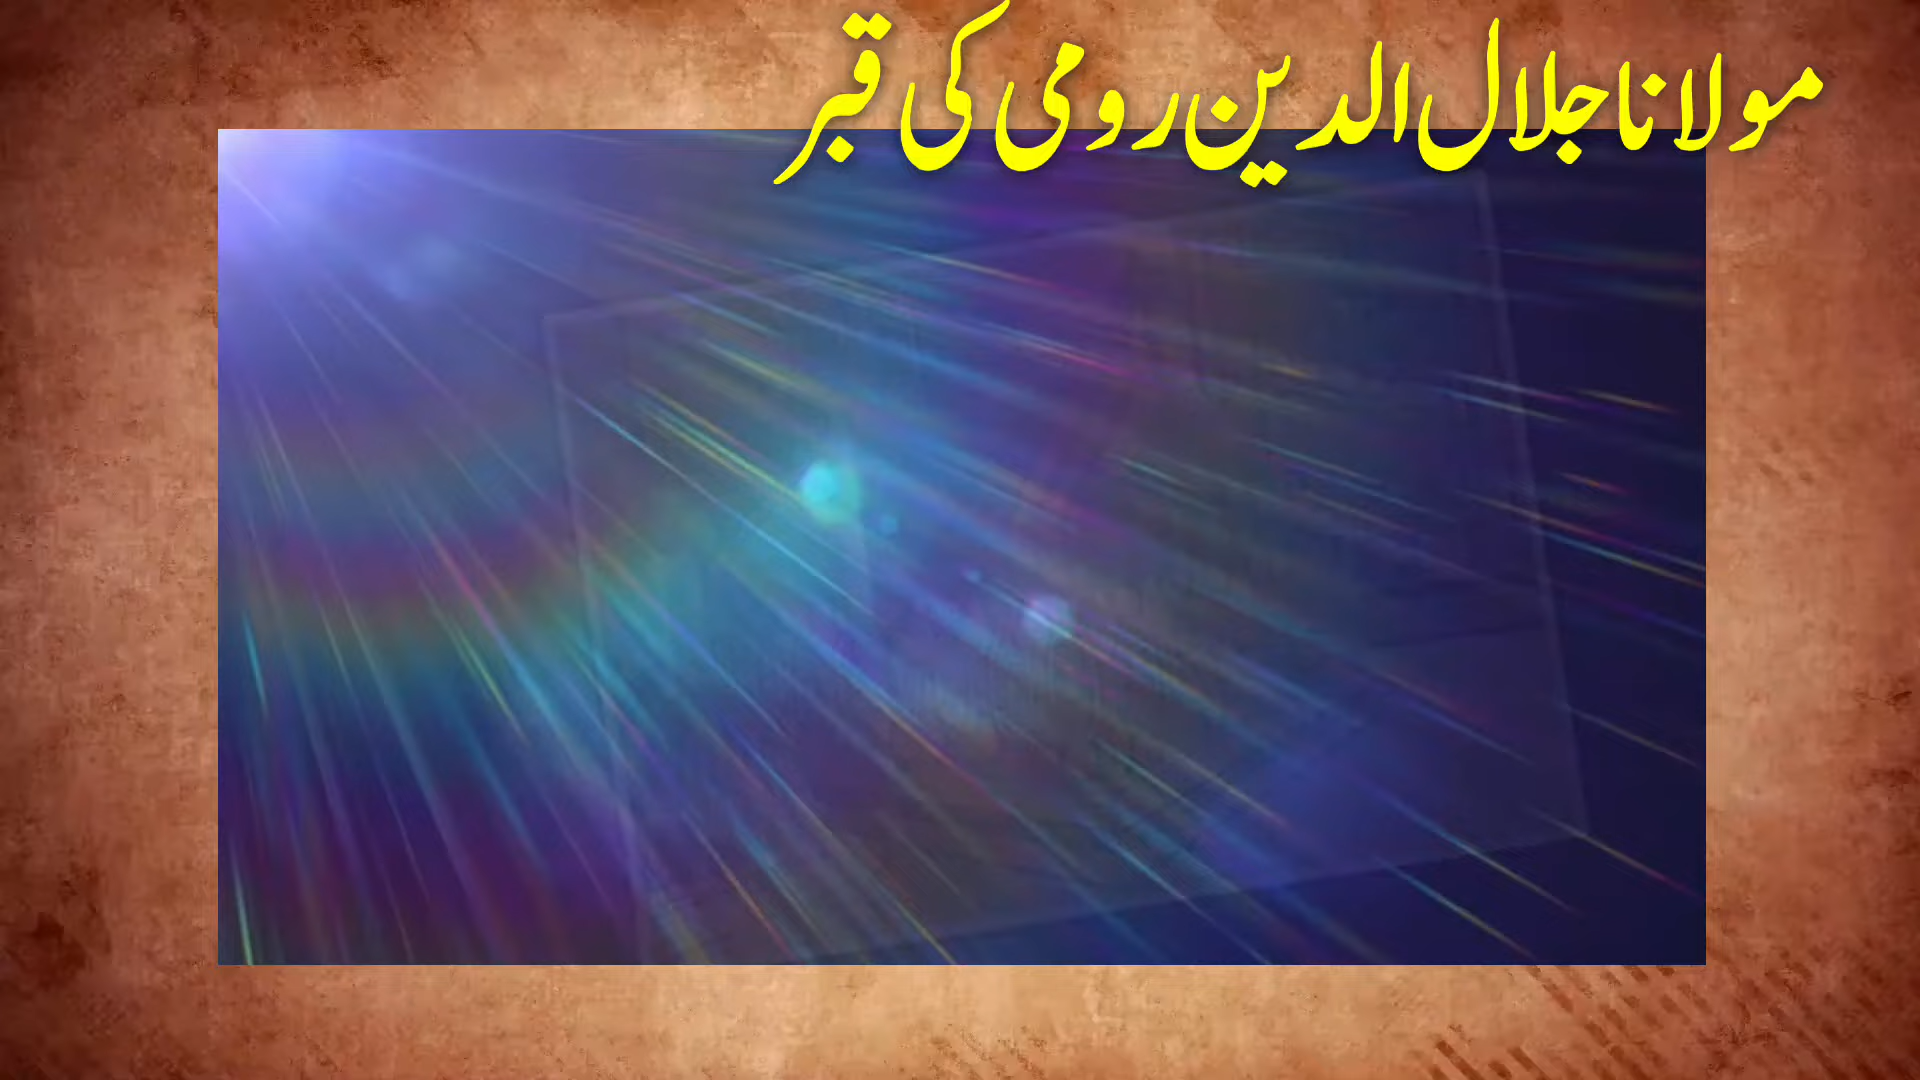 مولانا جلال الدین رومی کی قبر